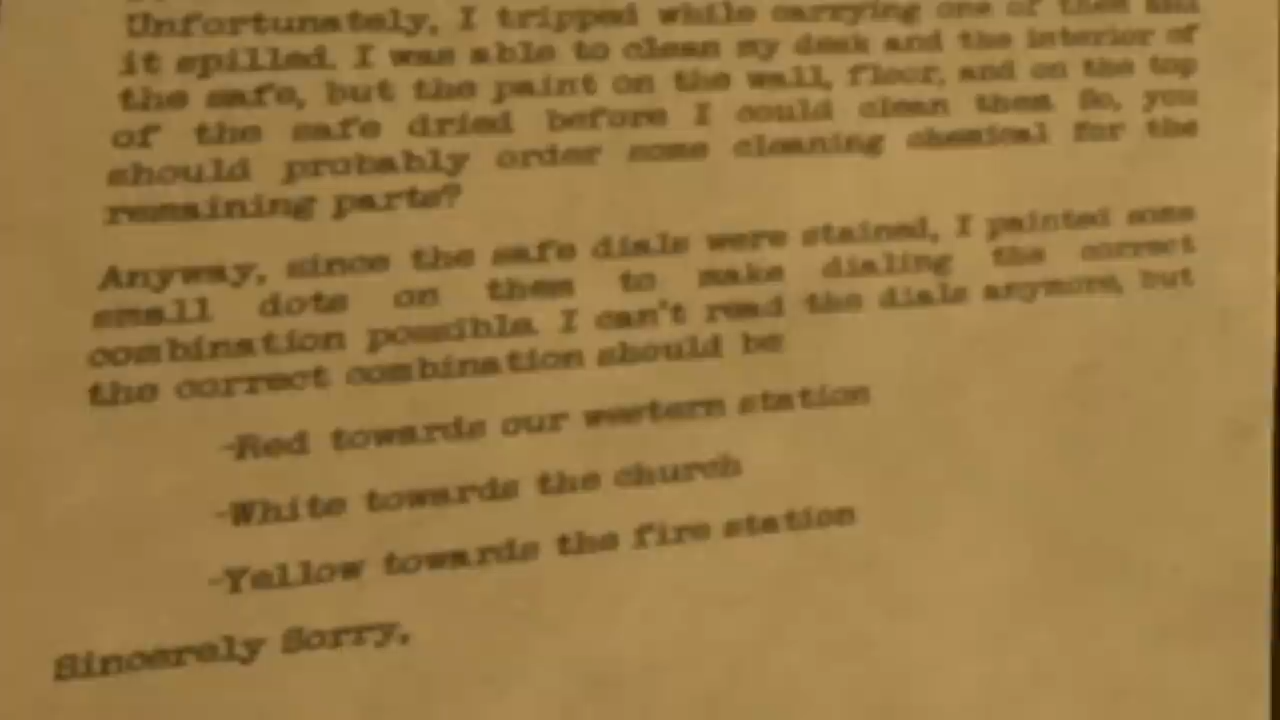 Unfortunately, I tripped while carrying one of them and
it spilled. I was able to clean my desk and the interior of
the safe, but the paint on the wall, floor, and on the top
of the safe dried before I could clean them. So, you
should probably order some cleaning chemical for the
remaining parts?
Anyway, since the safe dials were stained, I painted some
small dots on them to make dialing the correct
combination possible. I can't read the dials anymore, but
the correct combination should be
-Red towards our western station
-White towards the church
-Yellow towards the fire station
Sincerely Sorry,